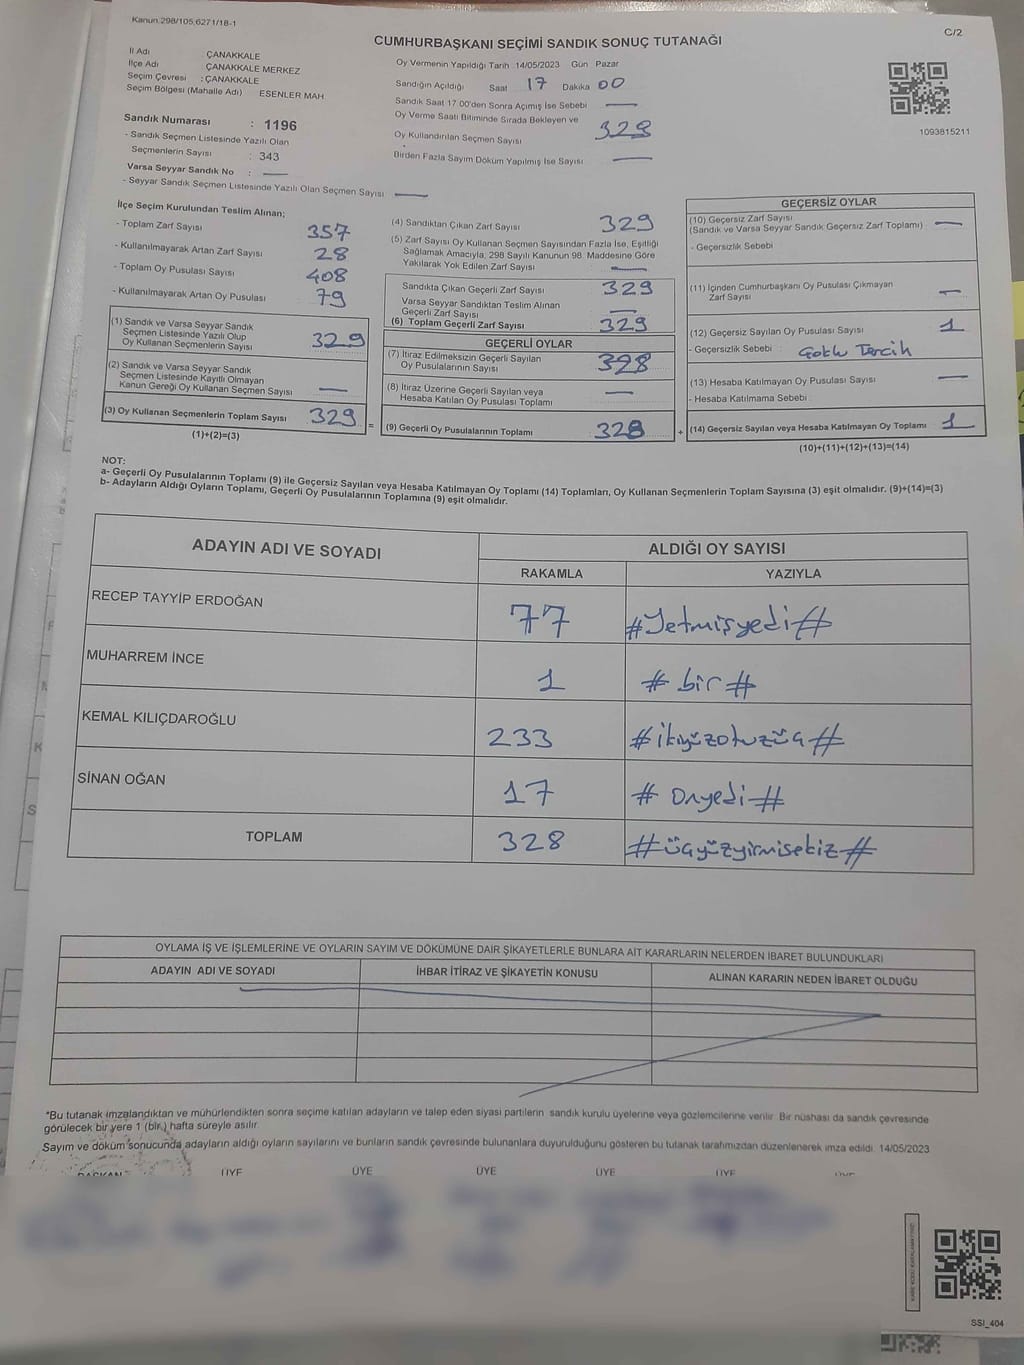 Kanun:298/105,6271/18-1
C/2
CUMHURBAŞKANI SEÇİMİ SANDIK SONUÇ TUTANAĞI
İl Adı : ÇANAKKALE
İlçe Adı : ÇANAKKALE MERKEZ
Seçim Çevresi : ÇANAKKALE
Seçim Bölgesi (Mahalle Adı) ESENLER MAH.
Sandık Numarası : 1196
- Sandık Seçmen Listesinde Yazılı Olan
Seçmenlerin Sayısı : 343
Varsa Seyyar Sandık No : —
- Seyyar Sandık Seçmen Listesinde Yazılı Olan Seçmen Sayısı —
Oy Vermenin Yapıldığı Tarih 14/05/2023 Gün Pazar
Sandığın Açıldığı Saat 17 Dakika 00
Sandık Saat 17.00'den Sonra Açımış İse Sebebi —
Oy Verme Saati Bitiminde Sırada Bekleyen ve
Oy Kullandırılan Seçmen Sayısı 329
Birden Fazla Sayım Döküm Yapılmış İse Sayısı —
1093815211
İlçe Seçim Kurulundan Teslim Alınan;
- Toplam Zarf Sayısı 357
- Kullanılmayarak Artan Zarf Sayısı 28
- Toplam Oy Pusulası Sayısı 408
- Kullanılmayarak Artan Oy Pusulası 79
(1) Sandık ve Varsa Seyyar Sandık
Seçmen Listesinde Yazılı Olup
Oy Kullanan Seçmenlerin Sayısı 329
(2) Sandık ve Varsa Seyyar Sandık
Seçmen Listesinde Kayıtlı Olmayan
Kanun Gereği Oy Kullanan Seçmen Sayısı —
(3) Oy Kullanan Seçmenlerin Toplam Sayısı 329
(1)+(2)=(3)
=
(4) Sandıktan Çıkan Zarf Sayısı 329
(5) Zarf Sayısı Oy Kullanan Seçmen Sayısından Fazla İse, Eşitliği
Sağlamak Amacıyla; 298 Sayılı Kanunun 98. Maddesine Göre
Yakılarak Yok Edilen Zarf Sayısı —
Sandıkta Çıkan Geçerli Zarf Sayısı 329
Varsa Seyyar Sandıktan Teslim Alınan
Geçerli Zarf Sayısı —
(6) Toplam Geçerli Zarf Sayısı 329
GEÇERLİ OYLAR
(7) İtiraz Edilmeksizin Geçerli Sayılan
Oy Pusulalarının Sayısı 328
(8) İtiraz Üzerine Geçerli Sayılan veya
Hesaba Katılan Oy Pusulası Toplamı —
(9) Geçerli Oy Pusulalarının Toplamı 328
+
GEÇERSİZ OYLAR
(10) Geçersiz Zarf Sayısı
(Sandık ve Varsa Seyyar Sandık Geçersiz Zarf Toplamı) —
- Geçersizlik Sebebi
(11) İçinden Cumhurbaşkanı Oy Pusulası Çıkmayan
Zarf Sayısı —
(12) Geçersiz Sayılan Oy Pusulası Sayısı 1
- Geçersizlik Sebebi : Çoklu Tercih
(13) Hesaba Katılmayan Oy Pusulası Sayısı —
- Hesaba Katılmama Sebebi
(14) Geçersiz Sayılan veya Hesaba Katılmayan Oy Toplamı 1
(10)+(11)+(12)+(13)=(14)
NOT:
a- Geçerli Oy Pusulalarının Toplamı (9) ile Geçersiz Sayılan veya Hesaba Katılmayan Oy Toplamı (14) Toplamları, Oy Kullanan Seçmenlerin Toplam Sayısına (3) eşit olmalıdır. (9)+(14)=(3)
b- Adayların Aldığı Oyların Toplamı, Geçerli Oy Pusulalarının Toplamına (9) eşit olmalıdır.
ADAYIN ADI VE SOYADI ALDIĞI OY SAYISI
RAKAMLA YAZIYLA
RECEP TAYYİP ERDOĞAN 77 #Yetmişyedi#
MUHARREM İNCE 1 #bir#
KEMAL KILIÇDAROĞLU 233 #ikiyüzotuzüç#
SİNAN OĞAN 17 #Onyedi#
TOPLAM 328 #üçyüzyirmisekiz#
OYLAMA İŞ VE İŞLEMLERİNE VE OYLARIN SAYIM VE DÖKÜMÜNE DAİR ŞİKAYETLERLE BUNLARA AİT KARARLARIN NELERDEN İBARET BULUNDUKLARI
ADAYIN ADI VE SOYADI İHBAR İTİRAZ VE ŞİKAYETİN KONUSU ALINAN KARARIN NEDEN İBARET OLDUĞU
*Bu tutanak imzalandıktan ve mühürlendikten sonra seçime katılan adayların ve talep eden siyasi partilerin sandık kurulu üyelerine veya gözlemcilerine verilir. Bir nüshası da sandık çevresinde
görülecek bir yere 1 (bir) hafta süreyle asılır.
Sayım ve döküm sonucunda adayların aldığı oyların sayılarını ve bunların sandık çevresinde bulunanlara duyurulduğunu gösteren bu tutanak tarafımızdan düzenlenerek imza edildi. 14/05/2023
BAŞKAN ÜYE ÜYE ÜYE ÜYE ÜYE ÜYE
SSI_404